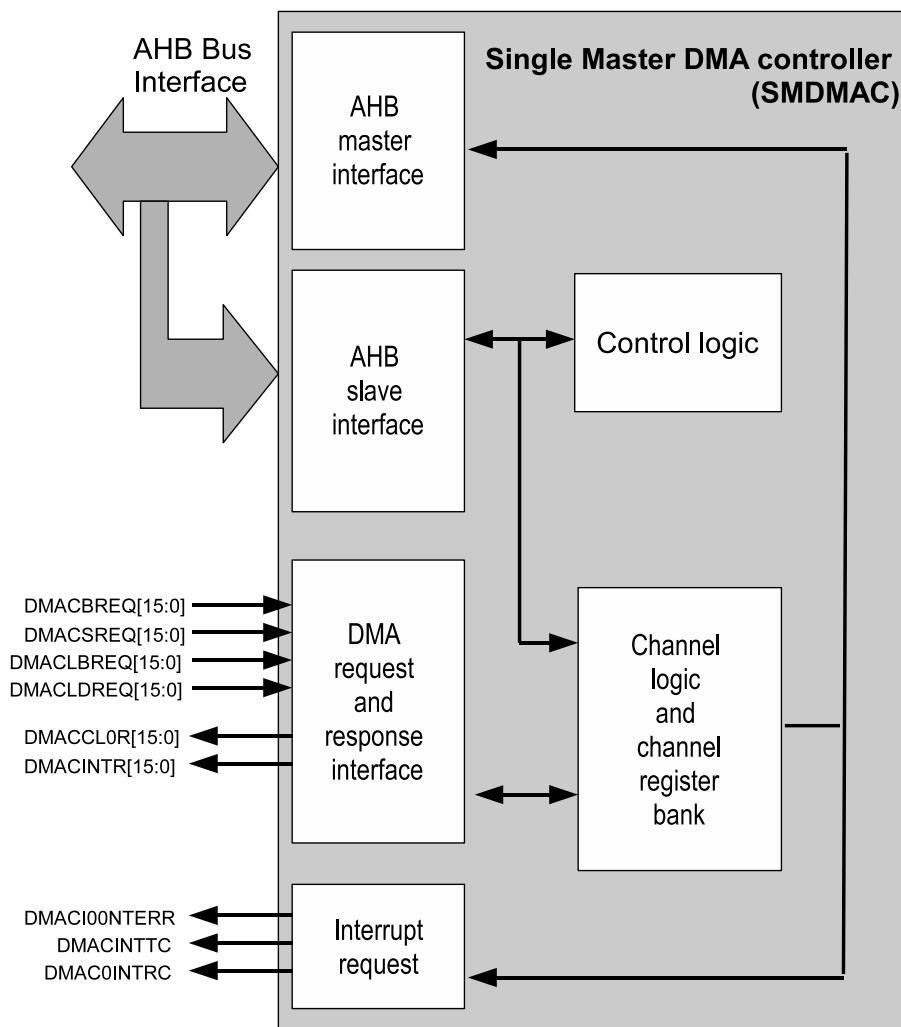 AHB Bus
Interface
Single Master DMA controller
(SMDMAC)
AHB
master
interface
AHB
slave
interface
Control logic
DMACBREQ[15:0]
DMACSREQ[15:0]
DMACLBREQ[15:0]
DMACLDREQ[15:0]
DMACCL0R[15:0]
DMACINTR[15:0]
DMA
request
and
response
interface
Channel
logic
and
channel
register
bank
DMACI00NTERR
DMACINTTC
DMAC0INTRC
Interrupt
request